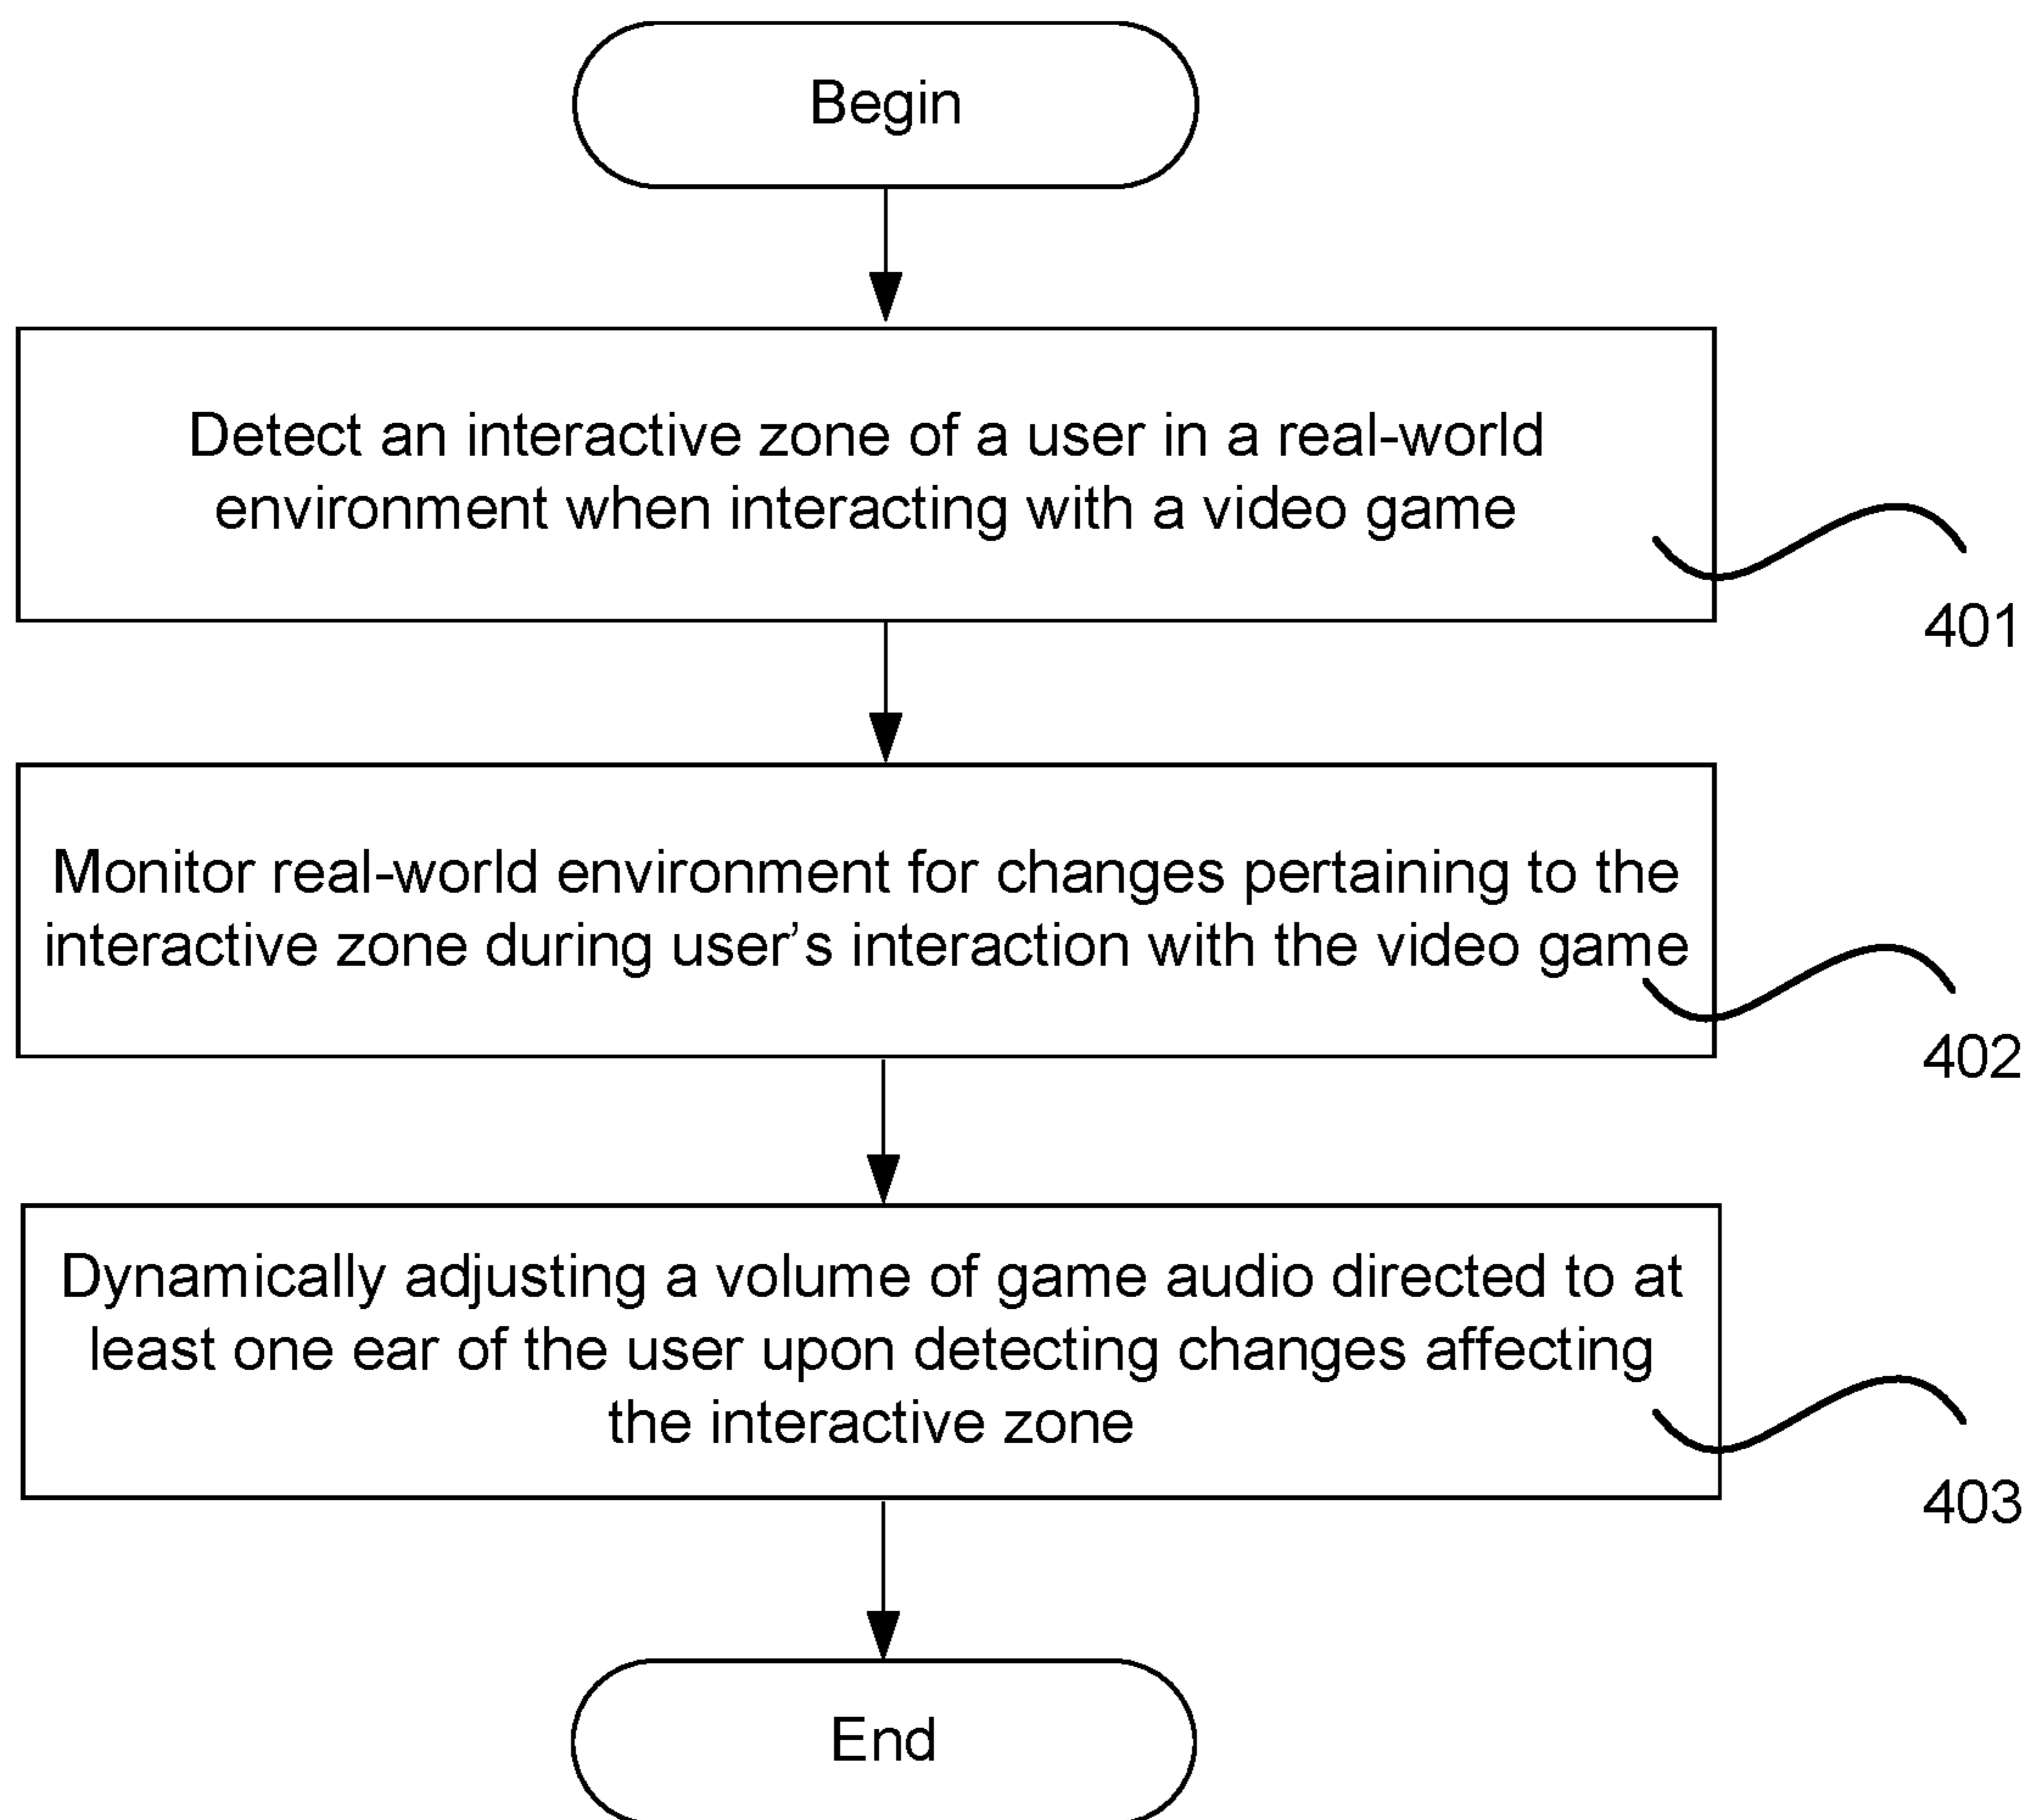 Begin
Detect an interactive zone of a user in a real-world
environment when interacting with a video game
401
Monitor real-world environment for changes pertaining to the
interactive zone during user's interaction with the video game
402
Dynamically adjusting a volume of game audio directed to at
least one ear of the user upon detecting changes affecting
the interactive zone
403
End